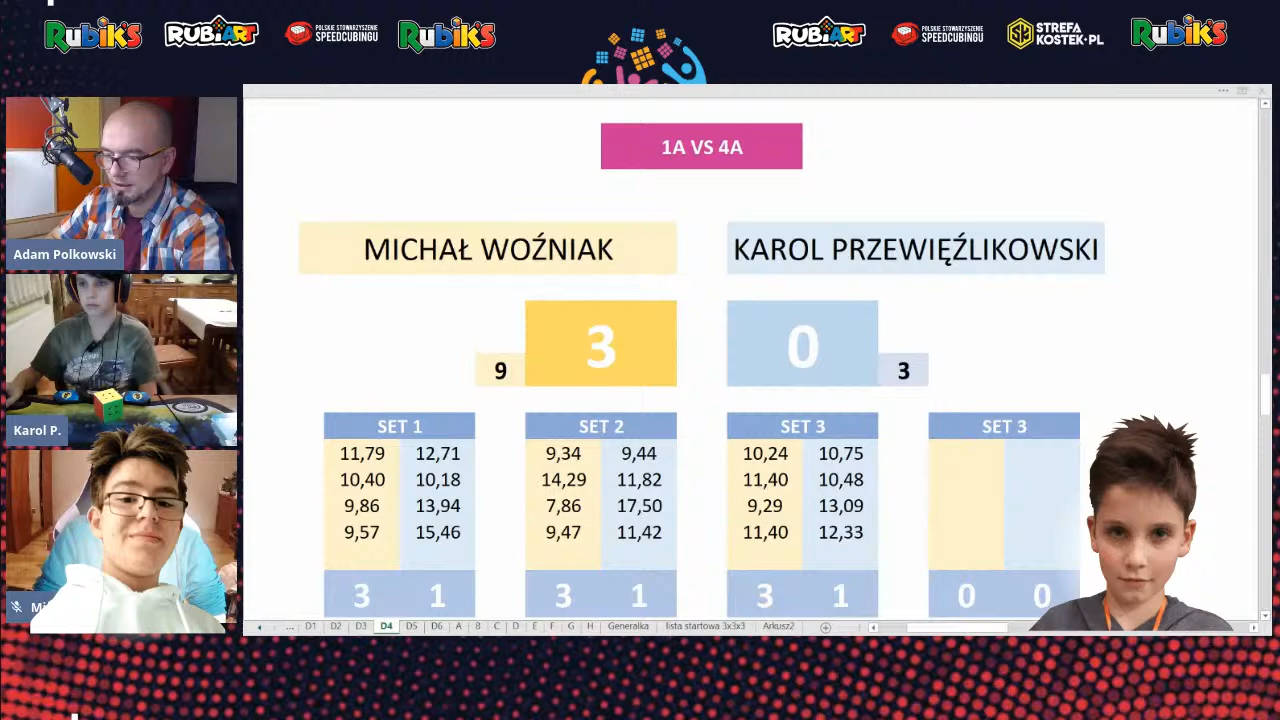 RUBIK'S
RUBiART
POLSKIE STOWARZYSZENIE
SPEEDCUBINGU
RUBIK'S
RUBiART
POLSKIE STOWARZYSZENIE
SPEEDCUBINGU
STREFA
KOSTEK.PL
RUBIK'S
1A VS 4A
MICHAŁ WOŹNIAK
KAROL PRZEWIĘŹLIKOWSKI
Adam Polkowski
3
0
9
3
Karol P.
SET 1
SET 2
SET 3
SET 3
11,79 12,71
9,34 9,44
10,24 10,75
10,40 10,18
14,29 11,82
11,40 10,48
9,86 13,94
7,86 17,50
9,29 13,09
9,57 15,46
9,47 11,42
11,40 12,33
3 1
3 1
3 1
0 0
... D1 D2 D3 D4 D5 D6 A B C D E F G H Generalka lista startowa 3x3x3 Arkusz2